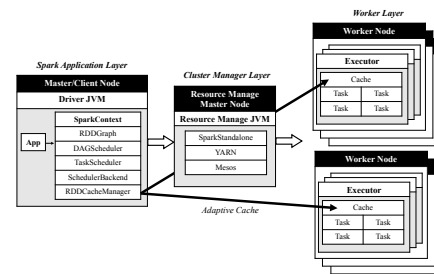 Worker Layer
Worker Node
Executor
Cache
Task Task
Task Task
Spark Application Layer
Master/Client Node
Driver JVM
App
SparkContext
RDDGraph
DAGScheduler
TaskScheduler
SchedulerBackend
RDDCacheManager
Cluster Manager Layer
Resource Manage
Master Node
Resource Manage JVM
SparkStandalone
YARN
Mesos
Adaptive Cache
Worker Node
Executor
Cache
Task Task
Task Task